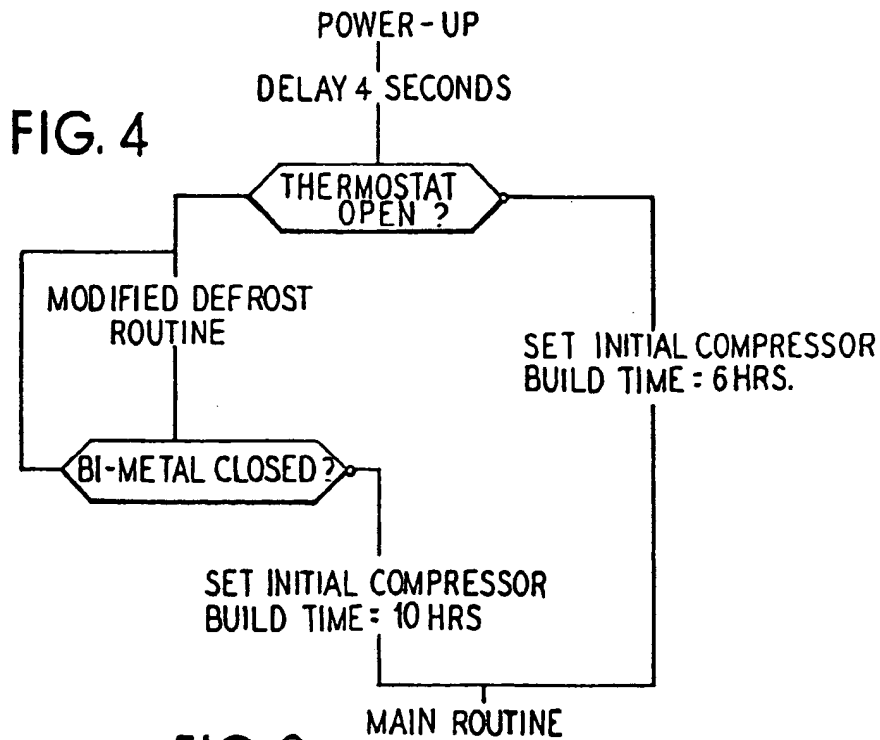 POWER-UP
DELAY 4 SECONDS
FIG. 4
THERMOSTAT
OPEN ?
MODIFIED DEFROST
ROUTINE
SET INITIAL COMPRESSOR
BUILD TIME = 6 HRS.
BI-METAL CLOSED ?
SET INITIAL COMPRESSOR
BUILD TIME = 10 HRS
MAIN ROUTINE